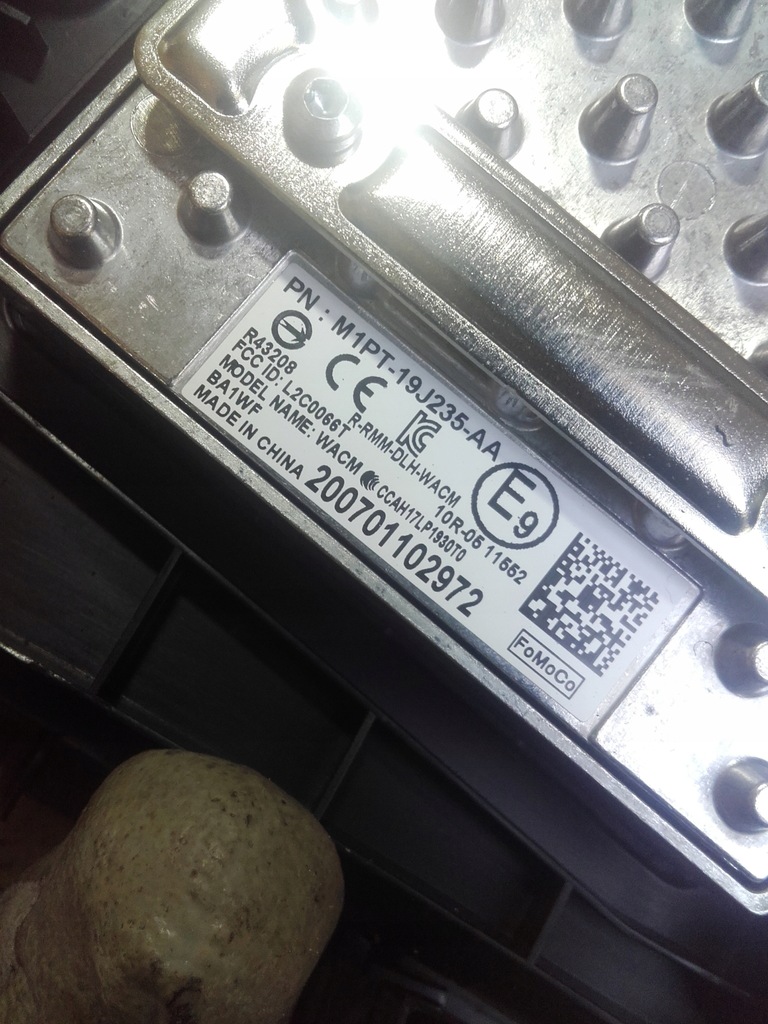 PN : M1PT-19J235-AA
R43208
CE
FCC ID: L2C0066T
R-RMM-DLH-WACM
MODEL NAME: WACM
CCAH17LP1930T0
10R-05 11552
E9
BA1WF
MADE IN CHINA
200701102972
FoMoCo